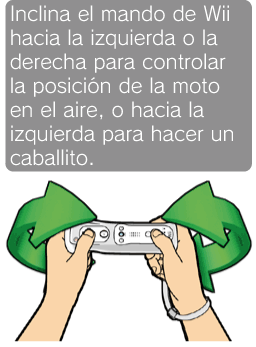 Inclina el mando de Wii
hacia la izquierda o la
derecha para controlar
la posición de la moto
en el aire, o hacia la
izquierda para hacer un
caballito.